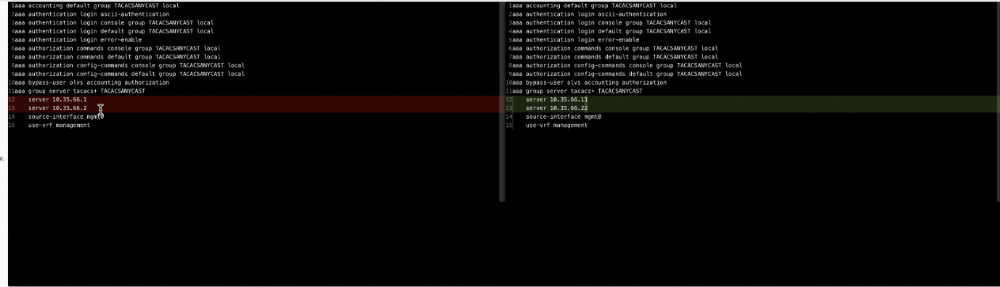 1aaa accounting default group TACACSANYCAST local
2aaa authentication login ascii-authentication
3aaa authentication login console group TACACSANYCAST local
4aaa authentication login default group TACACSANYCAST local
5aaa authentication login error-enable
6aaa authorization commands console group TACACSANYCAST local
7aaa authorization commands default group TACACSANYCAST local
8aaa authorization config-commands console group TACACSANYCAST local
9aaa authorization config-commands default group TACACSANYCAST local
10aaa bypass-user olvs accounting authorization
11aaa group server tacacs+ TACACSANYCAST
12 server 10.35.66.1
13 server 10.35.66.2
14 source-interface mgmt0
15 use-vrf management
K.
1aaa accounting default group TACACSANYCAST local
2aaa authentication login ascii-authentication
3aaa authentication login console group TACACSANYCAST local
4aaa authentication login default group TACACSANYCAST local
5aaa authentication login error-enable
6aaa authorization commands console group TACACSANYCAST local
7aaa authorization commands default group TACACSANYCAST local
8aaa authorization config-commands console group TACACSANYCAST local
9aaa authorization config-commands default group TACACSANYCAST local
10aaa bypass-user olvs accounting authorization
11aaa group server tacacs+ TACACSANYCAST
12 server 10.35.66.11
13 server 10.35.66.22
14 source-interface mgmt0
15 use-vrf management